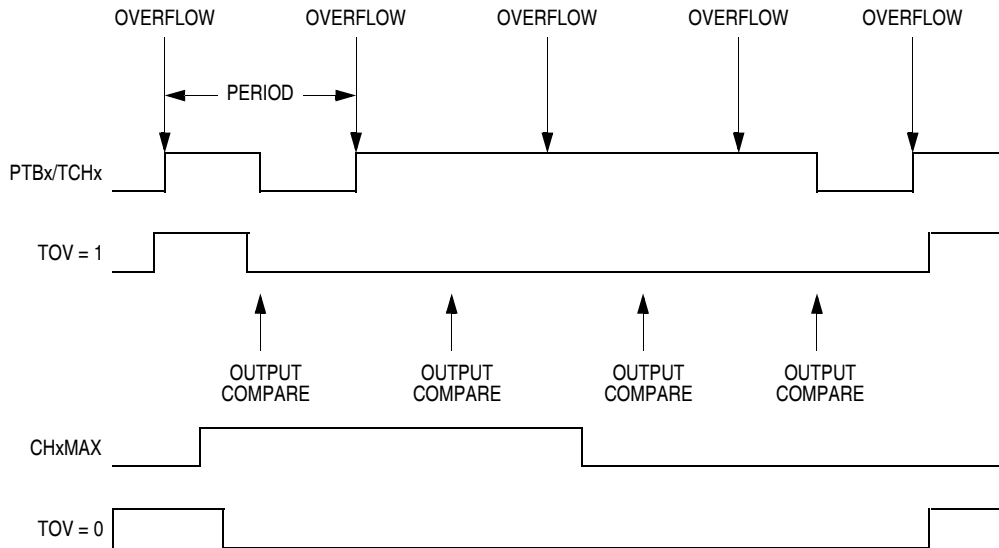 OVERFLOW OVERFLOW OVERFLOW OVERFLOW OVERFLOW
PERIOD
PTBx/TCHx
TOV = 1
OUTPUT COMPARE
OUTPUT COMPARE
OUTPUT COMPARE
OUTPUT COMPARE
CHxMAX
TOV = 0